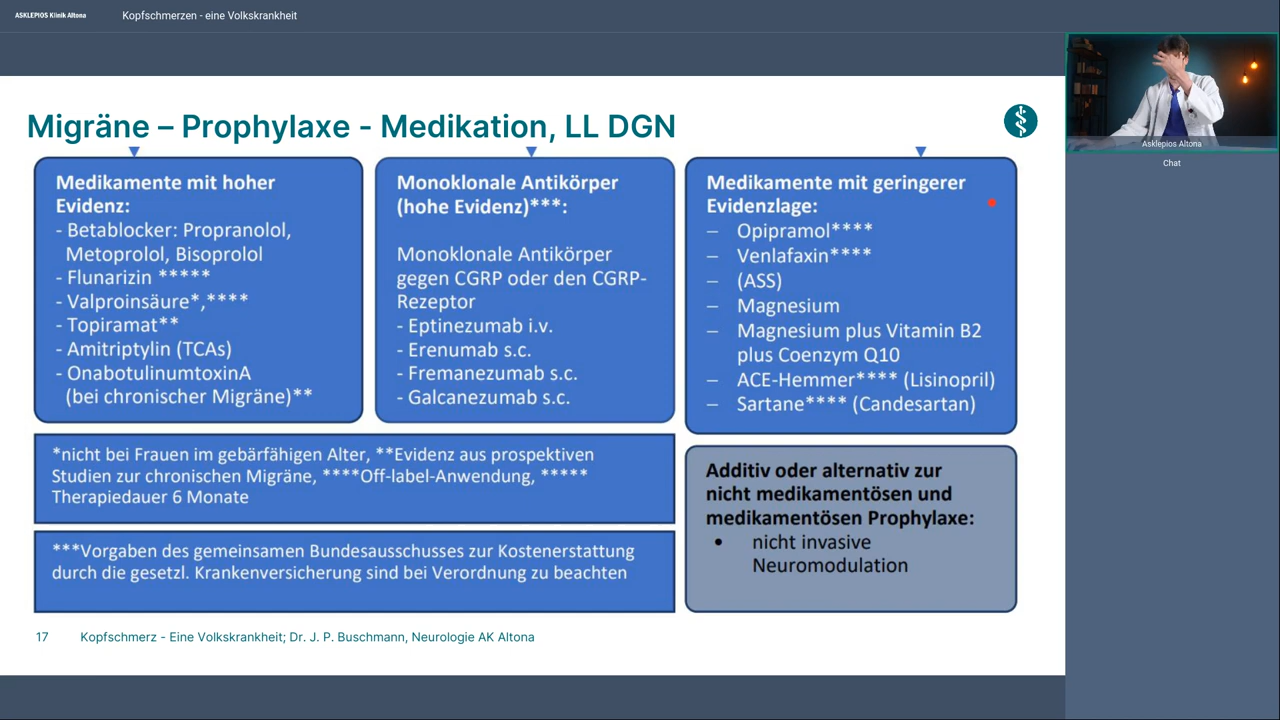 ASKLEPIOS Klinik Altona
Kopfschmerzen - eine Volkskrankheit
Migräne – Prophylaxe - Medikation, LL DGN
Medikamente mit hoher
Evidenz:
- Betablocker: Propranolol,
Metoprolol, Bisoprolol
- Flunarizin *****
- Valproinsäure*,****
- Topiramat**
- Amitriptylin (TCAs)
- OnabotulinumtoxinA
(bei chronischer Migräne)**
Monoklonale Antikörper
(hohe Evidenz)***:
Monoklonale Antikörper
gegen CGRP oder den CGRP-
Rezeptor
- Eptinezumab i.v.
- Erenumab s.c.
- Fremanezumab s.c.
- Galcanezumab s.c.
Medikamente mit geringerer
Evidenzlage:
– Opipramol****
– Venlafaxin****
– (ASS)
– Magnesium
– Magnesium plus Vitamin B2
plus Coenzym Q10
– ACE-Hemmer**** (Lisinopril)
– Sartane**** (Candesartan)
*nicht bei Frauen im gebärfähigen Alter, **Evidenz aus prospektiven
Studien zur chronischen Migräne, ****Off-label-Anwendung, *****
Therapiedauer 6 Monate
***Vorgaben des gemeinsamen Bundesausschusses zur Kostenerstattung
durch die gesetzl. Krankenversicherung sind bei Verordnung zu beachten
Additiv oder alternativ zur
nicht medikamentösen und
medikamentösen Prophylaxe:
• nicht invasive
Neuromodulation
17 Kopfschmerz - Eine Volkskrankheit; Dr. J. P. Buschmann, Neurologie AK Altona
Asklepios Altona
Chat